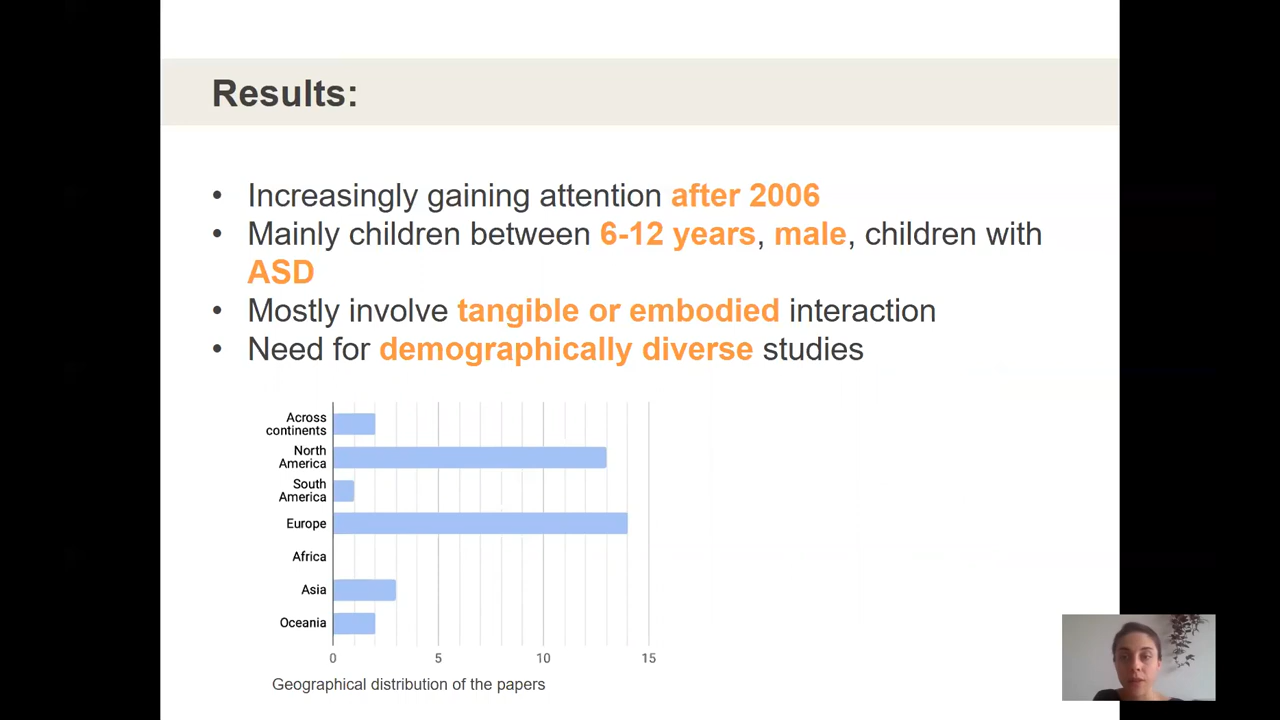 Results:
• Increasingly gaining attention after 2006
• Mainly children between 6-12 years, male, children with
ASD
• Mostly involve tangible or embodied interaction
• Need for demographically diverse studies
Across
continents
North
America
South
America
Europe
Africa
Asia
Oceania
0 5 10 15
Geographical distribution of the papers